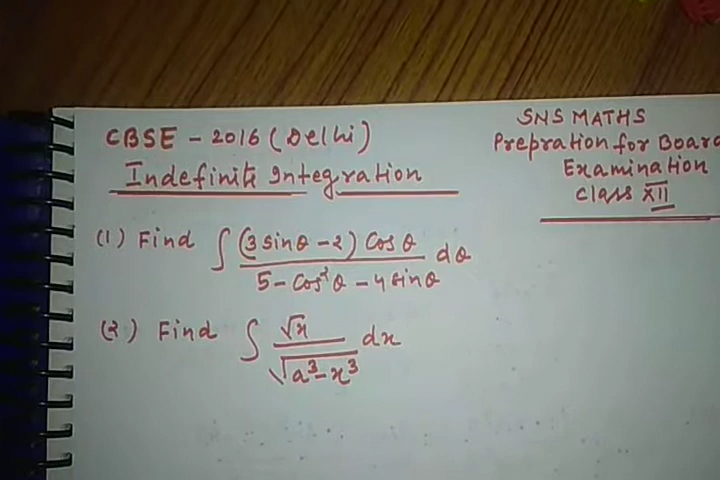 CBSE - 2016 (Delhi)
Indefinite Integration
SNS MATHS
Prepration for Board
Examination
Class XII
(1) Find ∫ (3 sinθ - 2) Cos θ / 5 - Cos²θ - 4 sinθ dθ
(2) Find ∫ √x / √a³-x³ dx